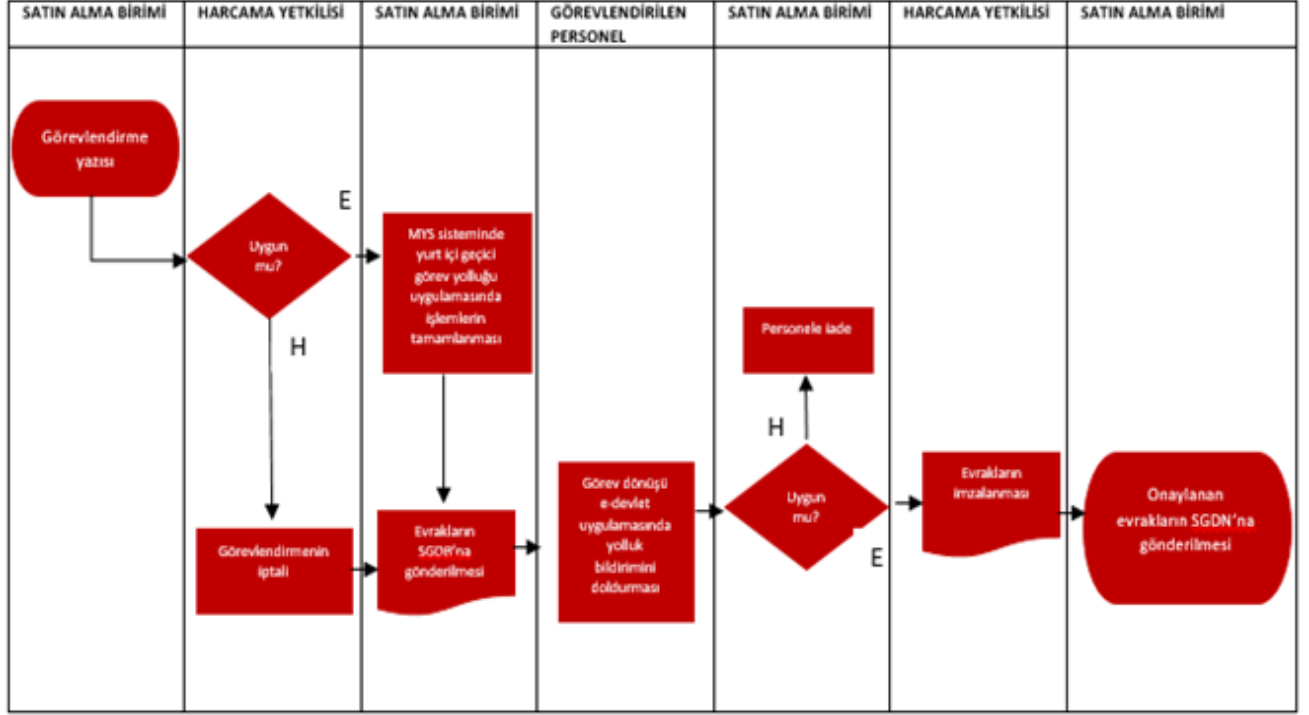 SATIN ALMA BİRİMİ
HARCAMA YETKİLİSİ
SATIN ALMA BİRİMİ
GÖREVLENDİRİLEN
PERSONEL
SATIN ALMA BİRİMİ
HARCAMA YETKİLİSİ
SATIN ALMA BİRİMİ
Görevlendirme
yazısı
Uygun
mu?
E
H
MYS sisteminde
yurt içi geçici
görev yolluğu
uygulamasında
işlemlerin
tamamlanması
Görevlendirmenin
iptali
Evrakların
gönderilmesi
Görev dönüşü
e-devlet
uygulamasında
yolluk
bildirimini
doldurması
Personele iade
H
Uygun
mu?
E
Evrakların
imzalanması
Onaylanan
evrakların SGDN'na
gönderilmesi